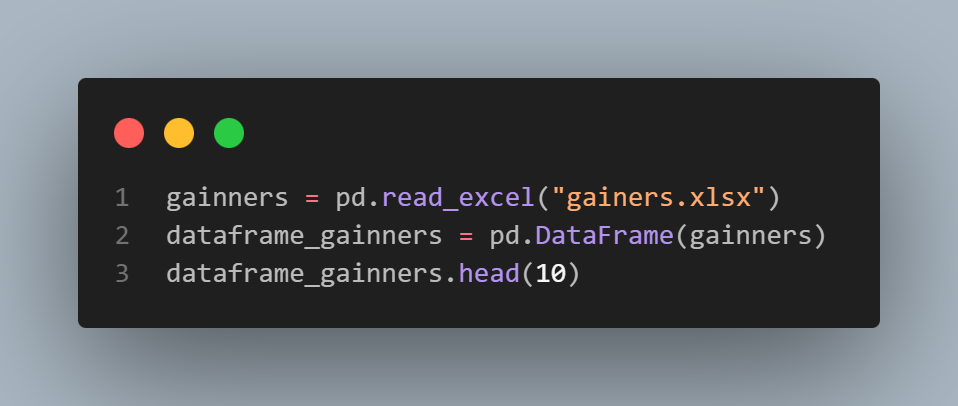 1 gainners = pd.read_excel("gainers.xlsx")
2 dataframe_gainners = pd.DataFrame(gainners)
3 dataframe_gainners.head(10)